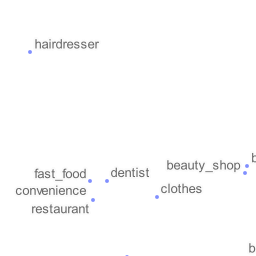 hairdresser
b
beauty_shop
dentist
fast_food
clothes
convenience
restaurant
b